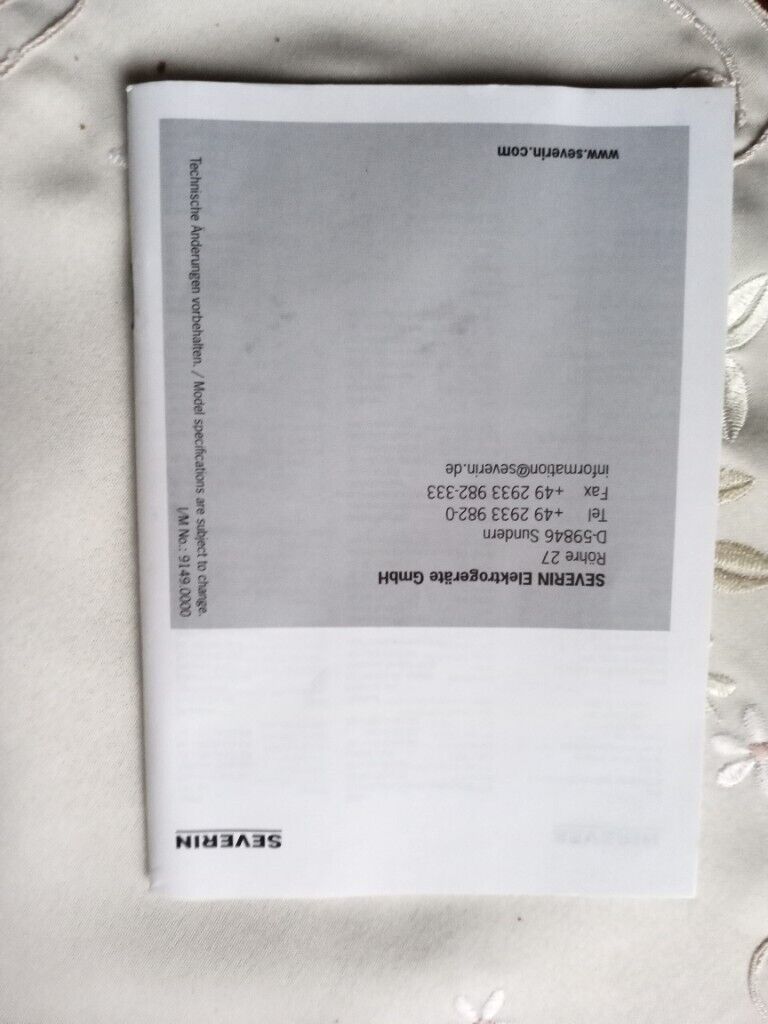 SEVERIN
SEVERIN Elektrogeräte GmbH
Röhre 27
D-59846 Sundern
Tel +49 2933 982-0
Fax +49 2933 982-333
information@severin.de
www.severin.com
Technische Änderungen vorbehalten. / Model specifications are subject to change.
I/M No.: 9149.0000